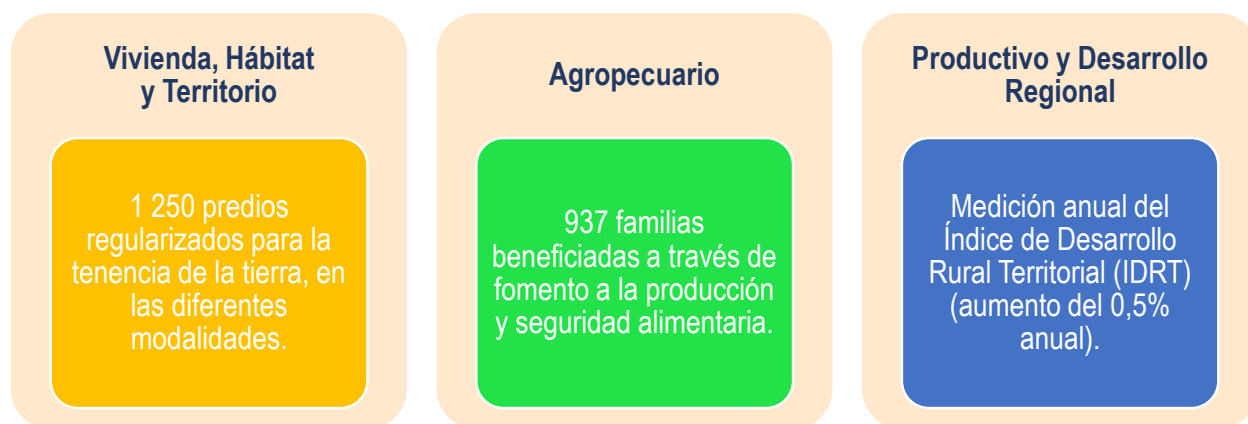 Vivienda, Hábitat
y Territorio
1 250 predios
regularizados para la
tenencia de la tierra, en
las diferentes
modalidades.
Agropecuario
937 familias
beneficiadas a través de
fomento a la producción
y seguridad alimentaria.
Productivo y Desarrollo
Regional
Medición anual del
Índice de Desarrollo
Rural Territorial (IDRT)
(aumento del 0,5%
anual).